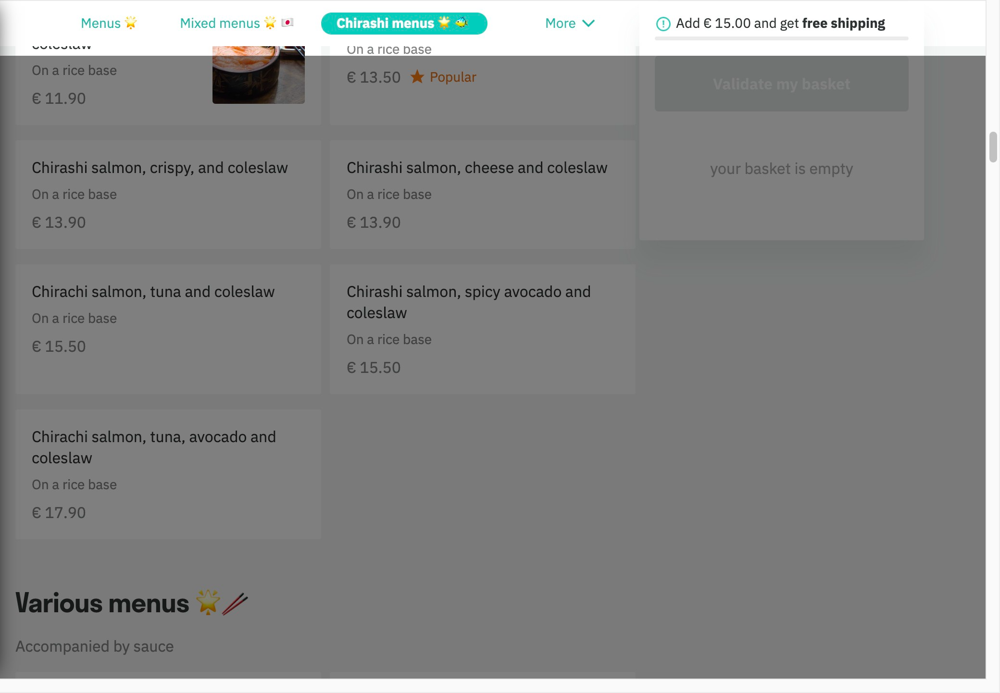 Menus 🌟
Mixed menus 🌟 🇯🇵
Chirashi menus 🌟 🐠
More
Add € 15.00 and get free shipping
coleslaw
On a rice base
€ 11.90
On a rice base
€ 13.50 ★ Popular
Validate my basket
your basket is empty
Chirashi salmon, crispy, and coleslaw
On a rice base
€ 13.90
Chirashi salmon, cheese and coleslaw
On a rice base
€ 13.90
Chirachi salmon, tuna and coleslaw
On a rice base
€ 15.50
Chirashi salmon, spicy avocado and
coleslaw
On a rice base
€ 15.50
Chirachi salmon, tuna, avocado and
coleslaw
On a rice base
€ 17.90
Various menus 🌟🥢
Accompanied by sauce